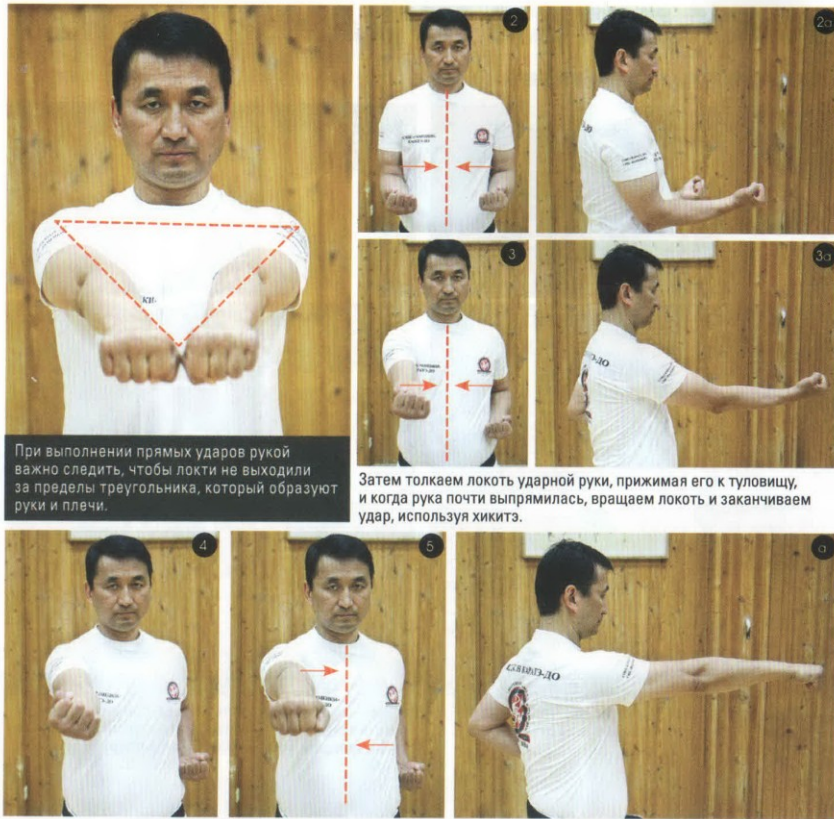 2
2а
3
3а
При выполнении прямых ударов рукой
важно следить, чтобы локти не выходили
за пределы треугольника, который образуют
руки и плечи.
Затем толкаем локоть ударной руки, прижимая его к туловищу,
и когда рука почти выпрямилась, вращаем локоть и заканчиваем
удар, используя хикитэ.
4
5
а